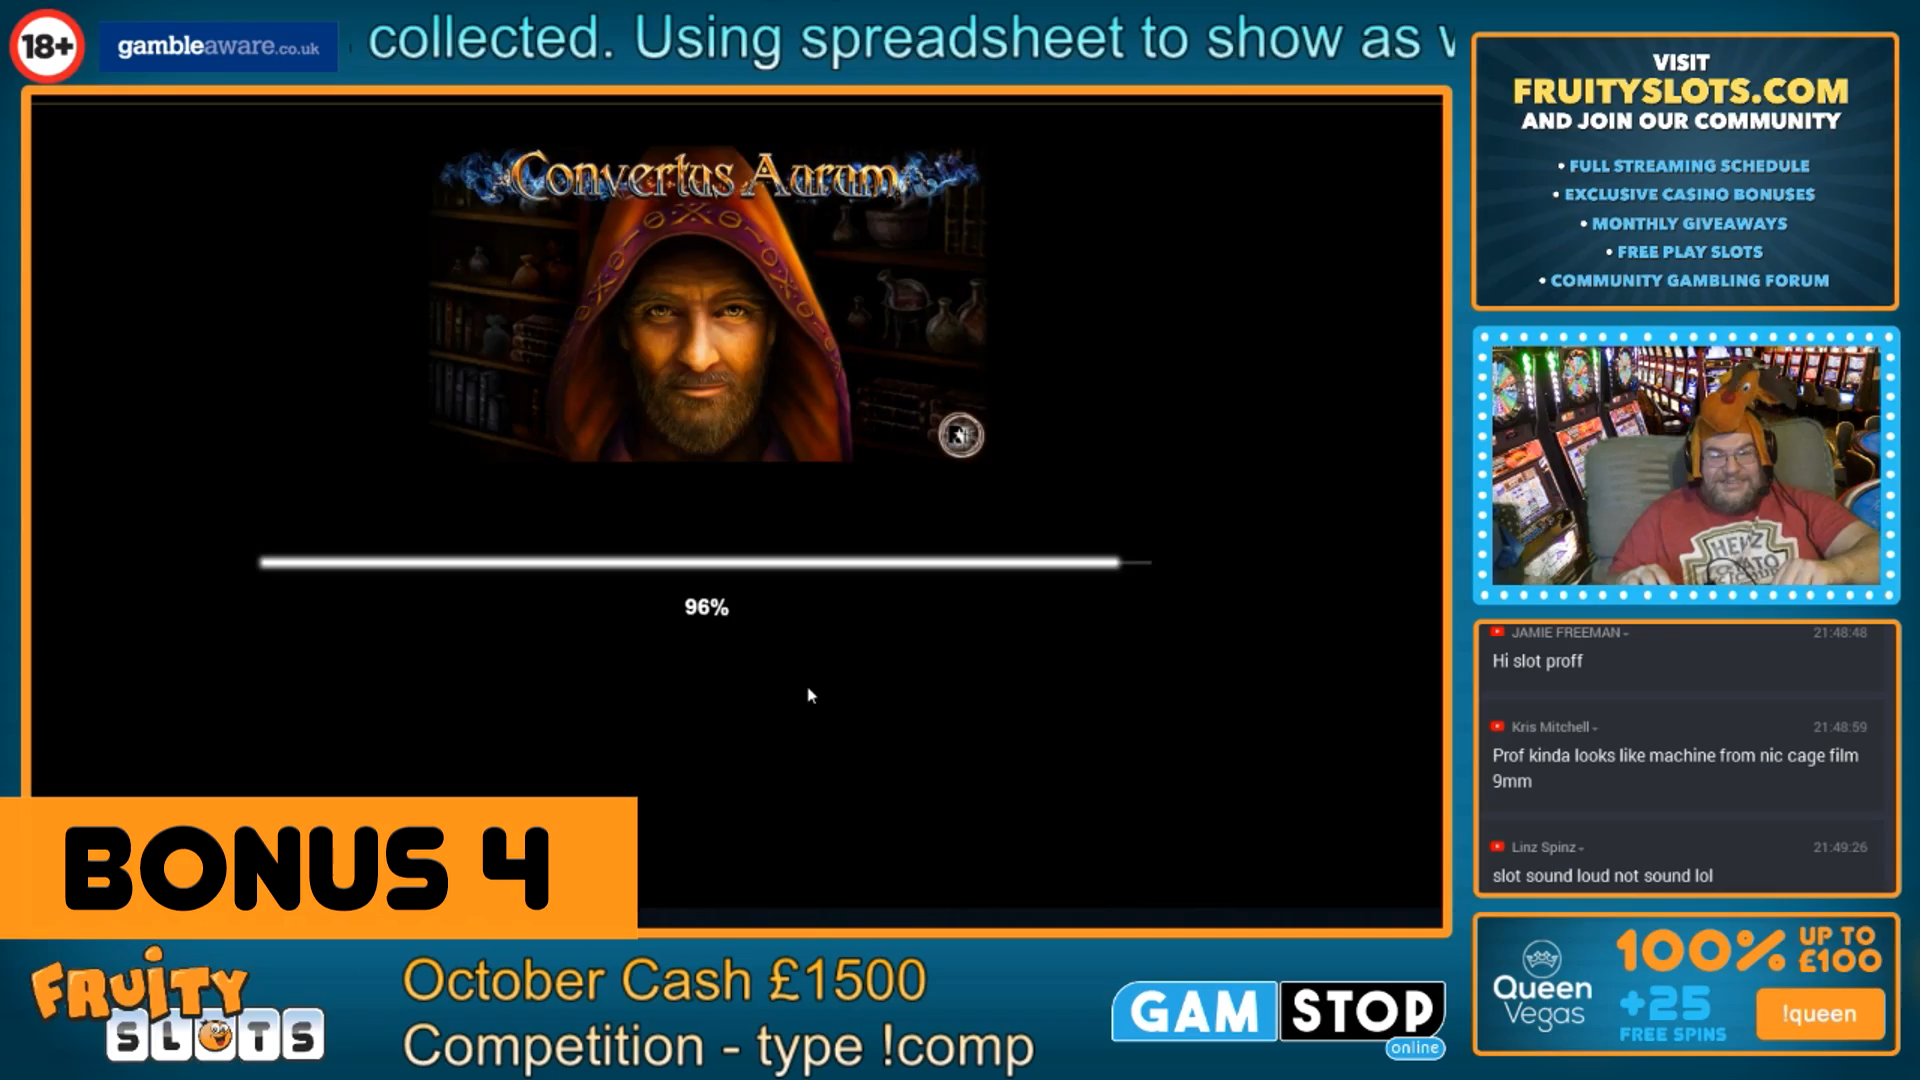 18+
gambleaware.co.uk
collected. Using spreadsheet to show as
VISIT
FRUITYSLOTS.COM
AND JOIN OUR COMMUNITY
• FULL STREAMING SCHEDULE
• EXCLUSIVE CASINO BONUSES
• MONTHLY GIVEAWAYS
• FREE PLAY SLOTS
• COMMUNITY GAMBLING FORUM
Convertus Aurum
96%
HEINZ
TOMATO
KETCHUP
JAMIE FREEMAN
21:48:48
Hi slot proff
Kris Mitchell
21:48:59
Prof kinda looks like machine from nic cage film
9mm
Linz Spinz
21:49:26
slot sound loud not sound lol
BONUS 4
FRUITY
SLOTS
October Cash £1500
Competition - type !comp
GAMSTOP
online
Queen
Vegas
100% UP TO
£100
+25
FREE SPINS
!queen